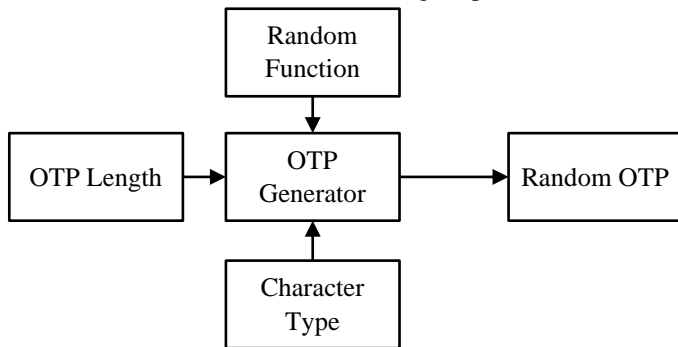 Random
Function
OTP Length
OTP
Generator
Random OTP
Character
Type